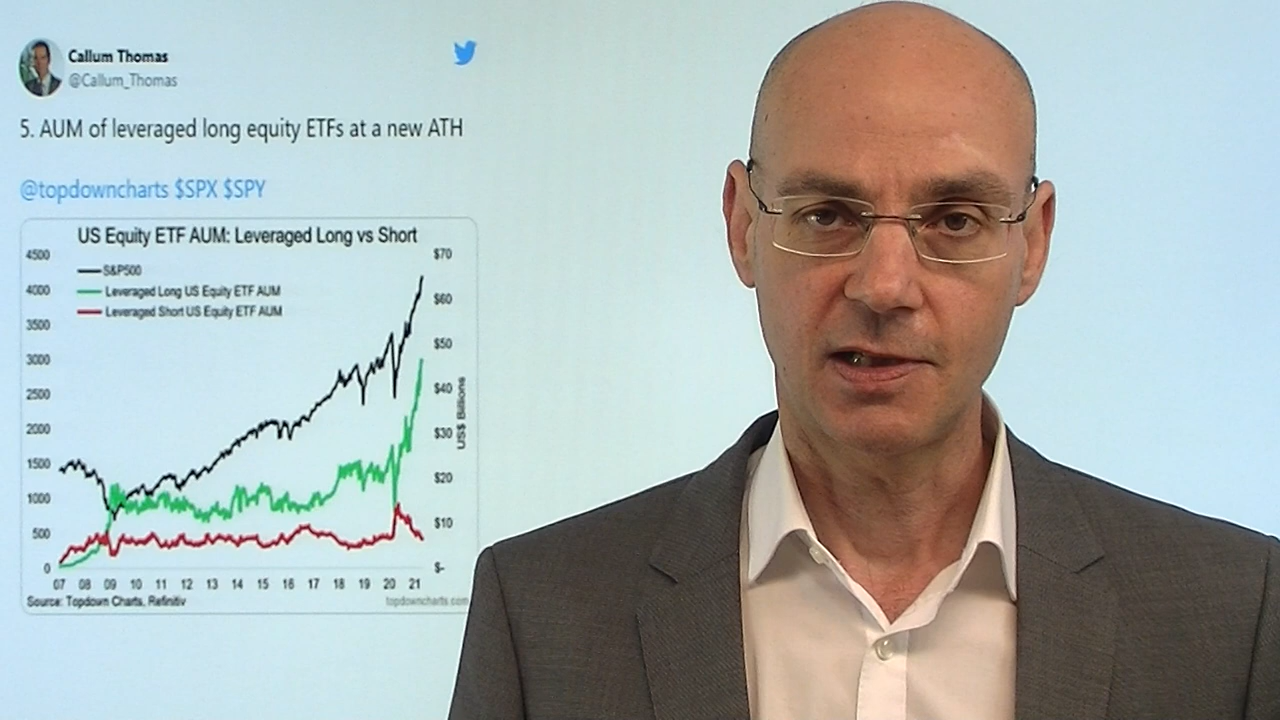 Callum Thomas
@Callum_Thomas
5. AUM of leveraged long equity ETFs at a new ATH
@topdowncharts $SPX $SPY
US Equity ETF AUM: Leveraged Long vs Short
4500
4000
3500
3000
2500
2000
1500
1000
500
0
S&P500
Leveraged Long US Equity ETF AUM
Leveraged Short US Equity ETF AUM
$70
$60
$50
$40
$30
$20
$10
$-
US$ Billions
07 08 09 10 11 12 13 14 15 16 17 18 19 20 21
Source: Topdown Charts, Refinitiv
topdowncharts.com